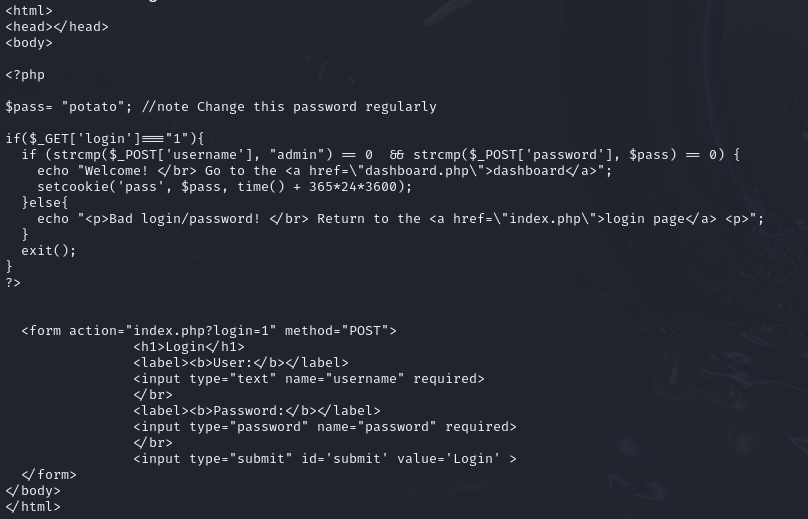 <html>
<head></head>
<body>
<?php
$pass= "potato"; //note Change this password regularly
if($_GET['login']==="1"){
  if (strcmp($_POST['username'], "admin") == 0  && strcmp($_POST['password'], $pass) == 0) {
    echo "Welcome! </br> Go to the <a href=\"dashboard.php\">dashboard</a>";
    setcookie('pass', $pass, time() + 365*24*3600);
  }else{
    echo "<p>Bad login/password! </br> Return to the <a href=\"index.php\">login page</a> <p>";
  }
  exit();
}
?>
  <form action="index.php?login=1" method="POST">
                <h1>Login</h1>
                <label><b>User:</b></label>
                <input type="text" name="username" required>
                </br>
                <label><b>Password:</b></label>
                <input type="password" name="password" required>
                </br>
                <input type="submit" id='submit' value='Login' >
  </form>
</body>
</html>